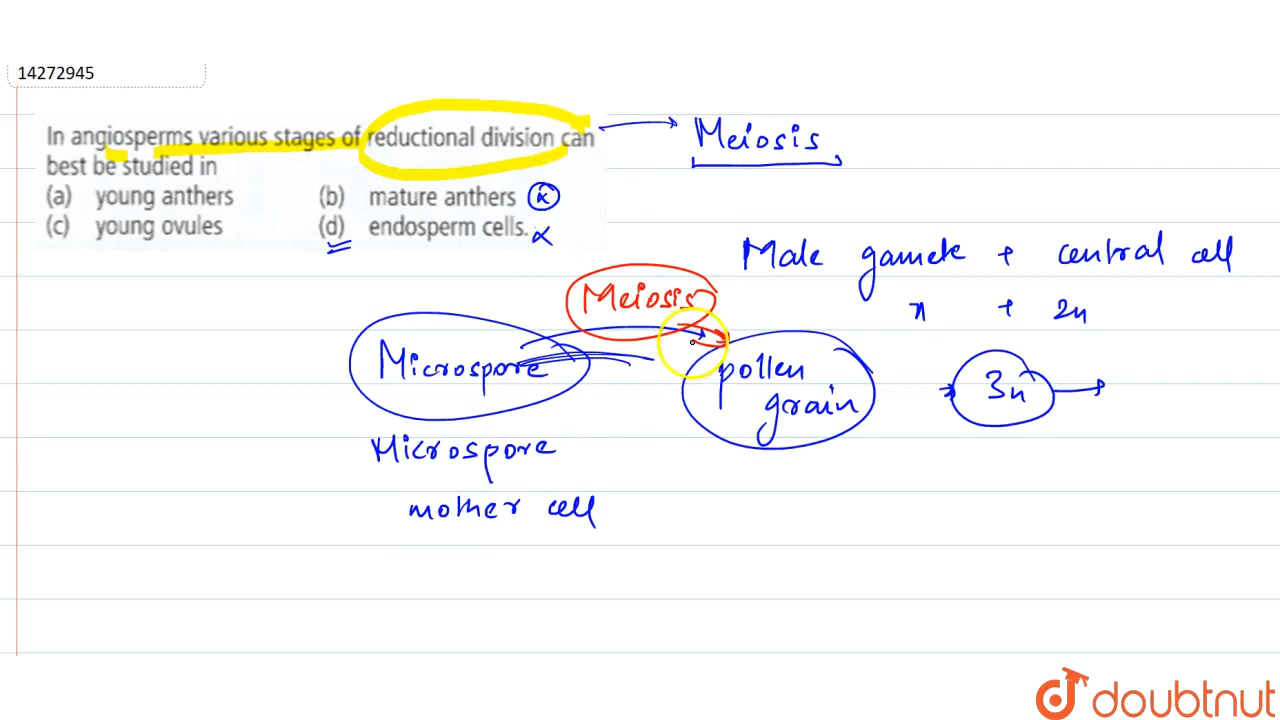 14272945
In angiosperms various stages of reductional division can
best be studied in
(a) young anthers (b) mature anthers
(c) young ovules (d) endosperm cells.
Meiosis
Male gamete + central cell
n + 2n
Meiosis
Microspore
pollen
grain
3n
Microspore
mother cell
doubtnut